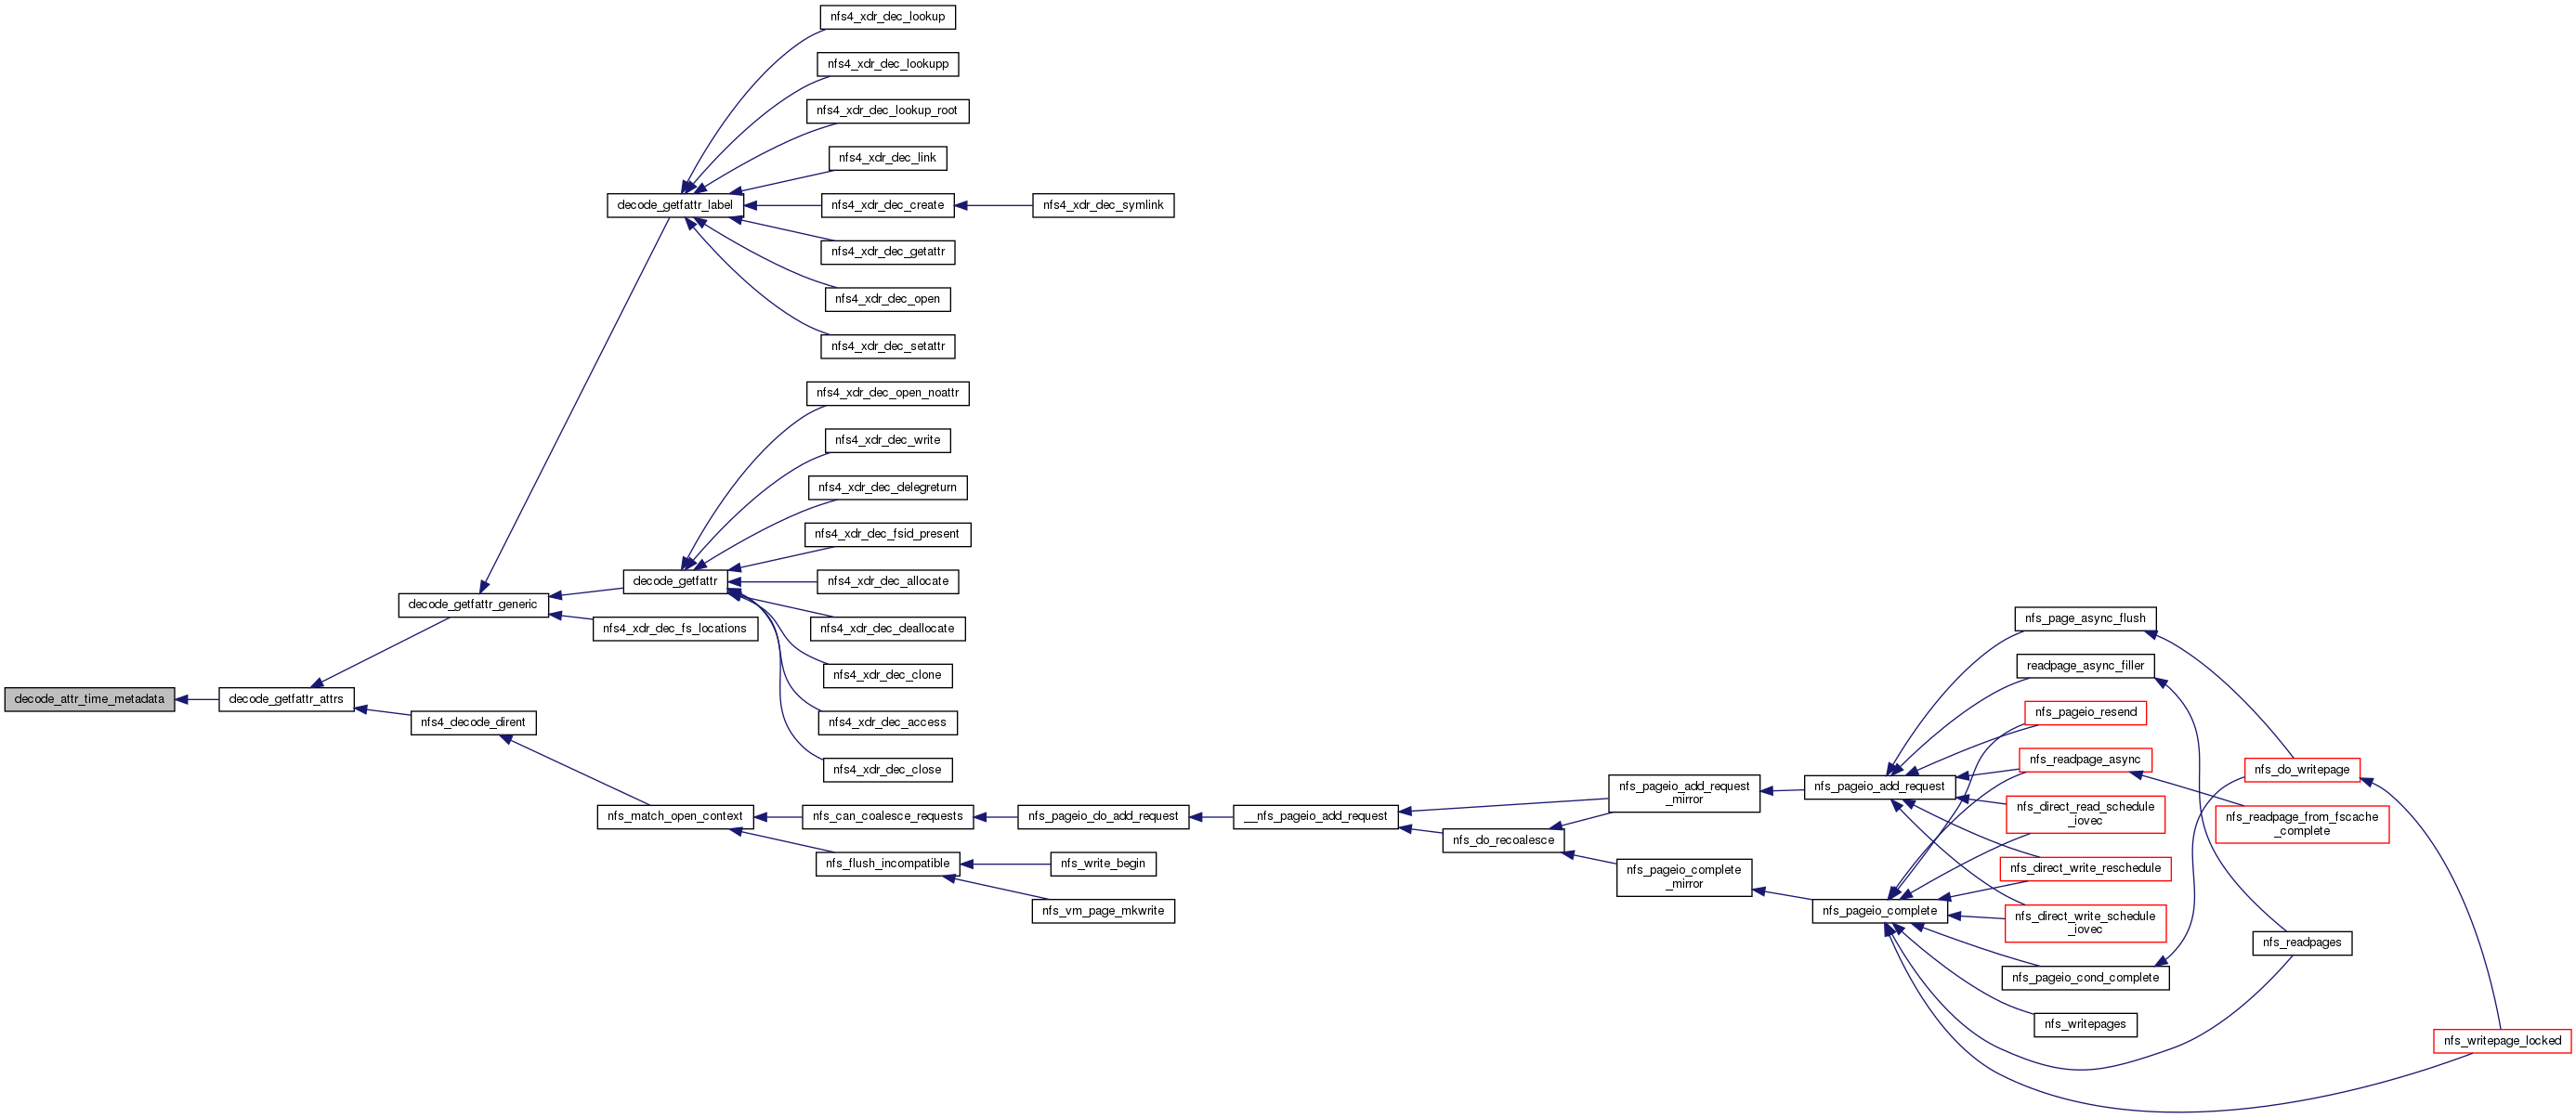 nfs4_xdr_dec_lookup
nfs4_xdr_dec_lookupp
nfs4_xdr_dec_lookup_root
nfs4_xdr_dec_link
decode_getfattr_label
nfs4_xdr_dec_create
nfs4_xdr_dec_symlink
nfs4_xdr_dec_getattr
nfs4_xdr_dec_open
nfs4_xdr_dec_setattr
nfs4_xdr_dec_open_noattr
nfs4_xdr_dec_write
nfs4_xdr_dec_delegreturn
nfs4_xdr_dec_fsid_present
decode_getfattr
nfs4_xdr_dec_allocate
decode_getfattr_generic
nfs4_xdr_dec_fs_locations
nfs4_xdr_dec_deallocate
nfs4_xdr_dec_clone
decode_attr_time_metadata
decode_getfattr_attrs
nfs4_decode_dirent
nfs4_xdr_dec_access
nfs4_xdr_dec_close
nfs_match_open_context
nfs_can_coalesce_requests
nfs_pageio_do_add_request
__nfs_pageio_add_request
nfs_flush_incompatible
nfs_write_begin
nfs_vm_page_mkwrite
nfs_do_recoalesce
nfs_pageio_add_request
_mirror
nfs_pageio_complete
_mirror
nfs_pageio_add_request
nfs_pageio_complete
nfs_page_async_flush
readpage_async_filler
nfs_pageio_resend
nfs_readpage_async
nfs_direct_read_schedule
_iovec
nfs_direct_write_reschedule
nfs_direct_write_schedule
_iovec
nfs_pageio_cond_complete
nfs_writepages
nfs_do_writepage
nfs_readpage_from_fscache
_complete
nfs_readpages
nfs_writepage_locked